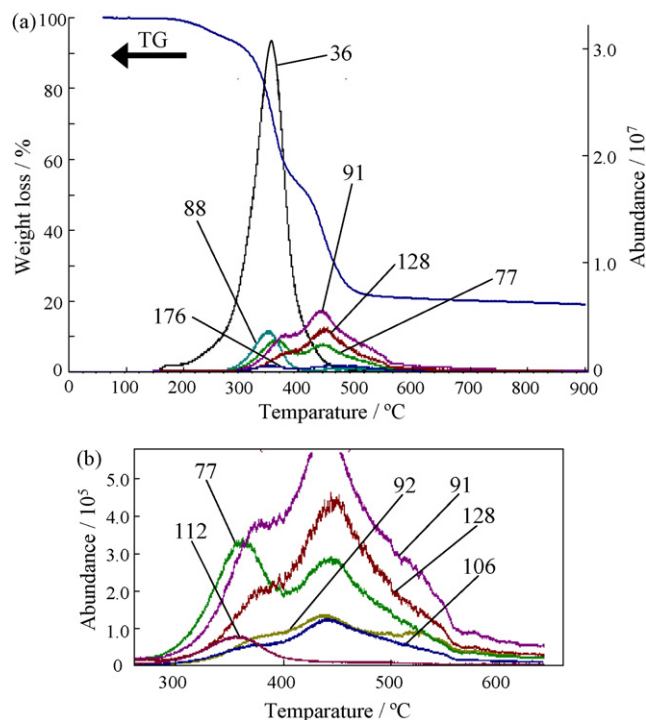 (a)
100
80
60
40
20
0
Weight loss / %
TG
36
88
176
91
128
77
3.0
2.0
1.0
0
Abundance / 10⁷
0 100 200 300 400 500 600 700 800 900
Temparature / ºC
(b)
5.0
4.0
3.0
2.0
1.0
0
Abundance / 10⁵
77
112
92
91
128
106
300 400 500 600
Temparature / ºC